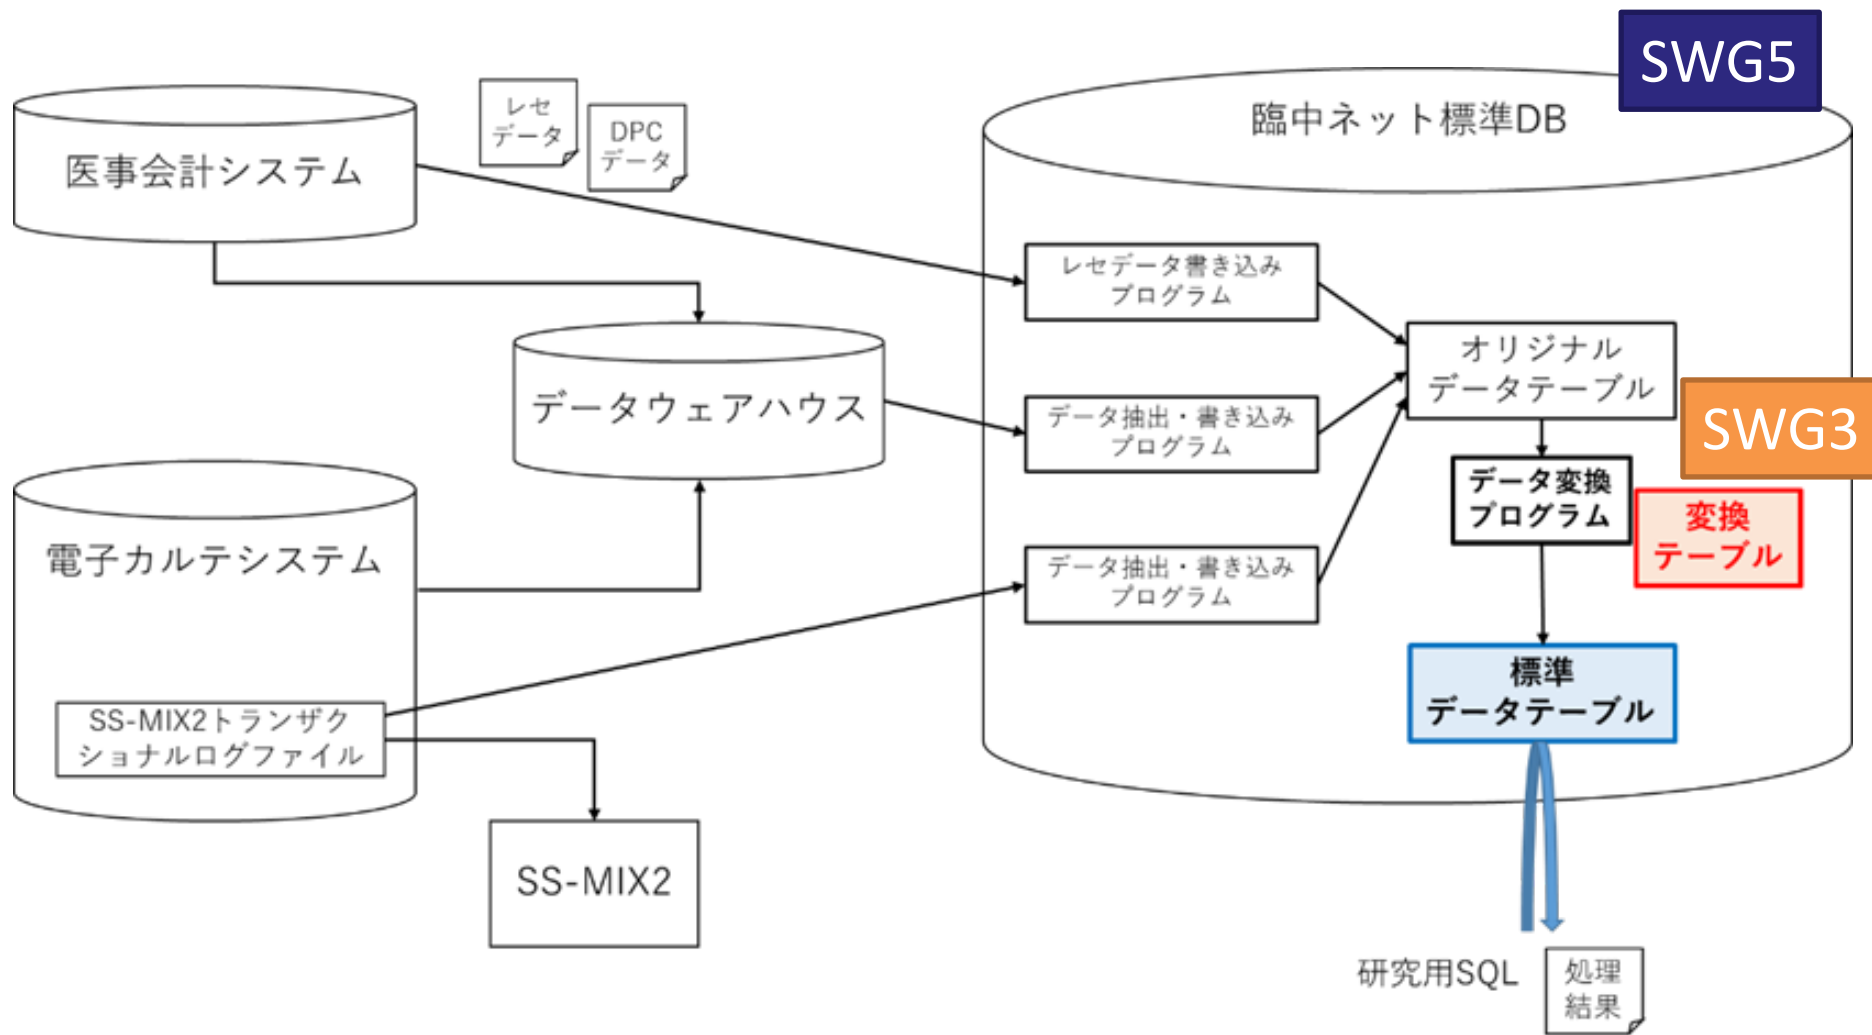 SWG5
レセ
データ
DPC
データ
臨中ネット標準DB
医事会計システム
レセデータ書き込み
プログラム
オリジナル
データテーブル
データウェアハウス
データ抽出・書き込み
プログラム
SWG3
データ変換
プログラム
変換
テーブル
電子カルテシステム
データ抽出・書き込み
プログラム
標準
データテーブル
SS-MIX2トランザク
ショナルログファイル
SS-MIX2
研究用SQL
処理
結果